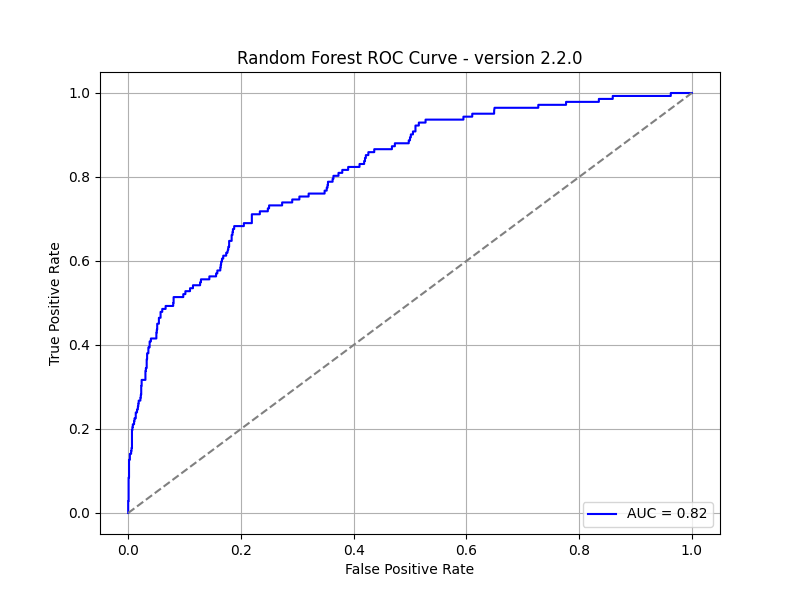 Random Forest ROC Curve - version 2.2.0
True Positive Rate
1.0
0.8
0.6
0.4
0.2
0.0
AUC = 0.82
0.0 0.2 0.4 0.6 0.8 1.0
False Positive Rate